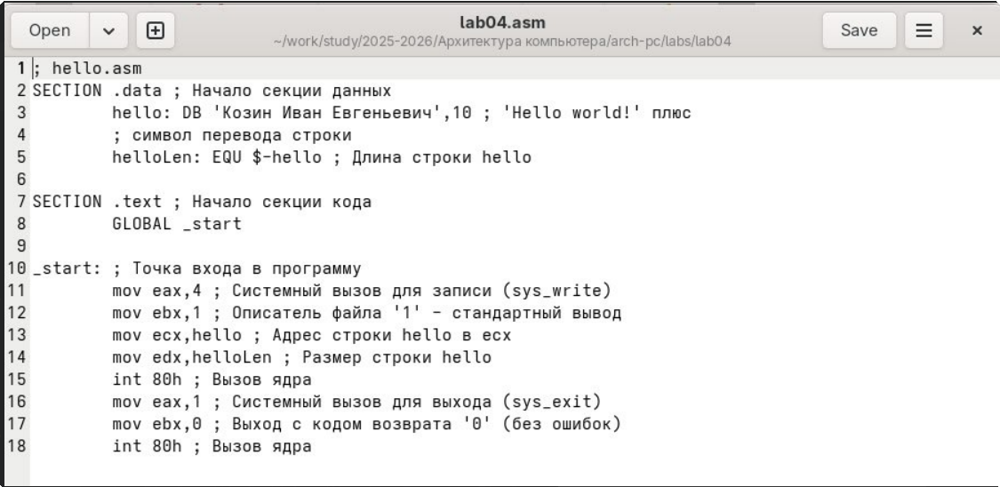 Open
lab04.asm
~/work/study/2025-2026/Архитектура компьютера/arch-pc/labs/lab04
Save
1 ; hello.asm
2 SECTION .data ; Начало секции данных
3 hello: DB 'Козин Иван Евгеньевич',10 ; 'Hello world!' плюс
4 ; символ перевода строки
5 helloLen: EQU $-hello ; Длина строки hello
6
7 SECTION .text ; Начало секции кода
8 GLOBAL _start
9
10 _start: ; Точка входа в программу
11 mov eax,4 ; Системный вызов для записи (sys_write)
12 mov ebx,1 ; Описатель файла '1' - стандартный вывод
13 mov ecx,hello ; Адрес строки hello в ecx
14 mov edx,helloLen ; Размер строки hello
15 int 80h ; Вызов ядра
16 mov eax,1 ; Системный вызов для выхода (sys_exit)
17 mov ebx,0 ; Выход с кодом возврата '0' (без ошибок)
18 int 80h ; Вызов ядра